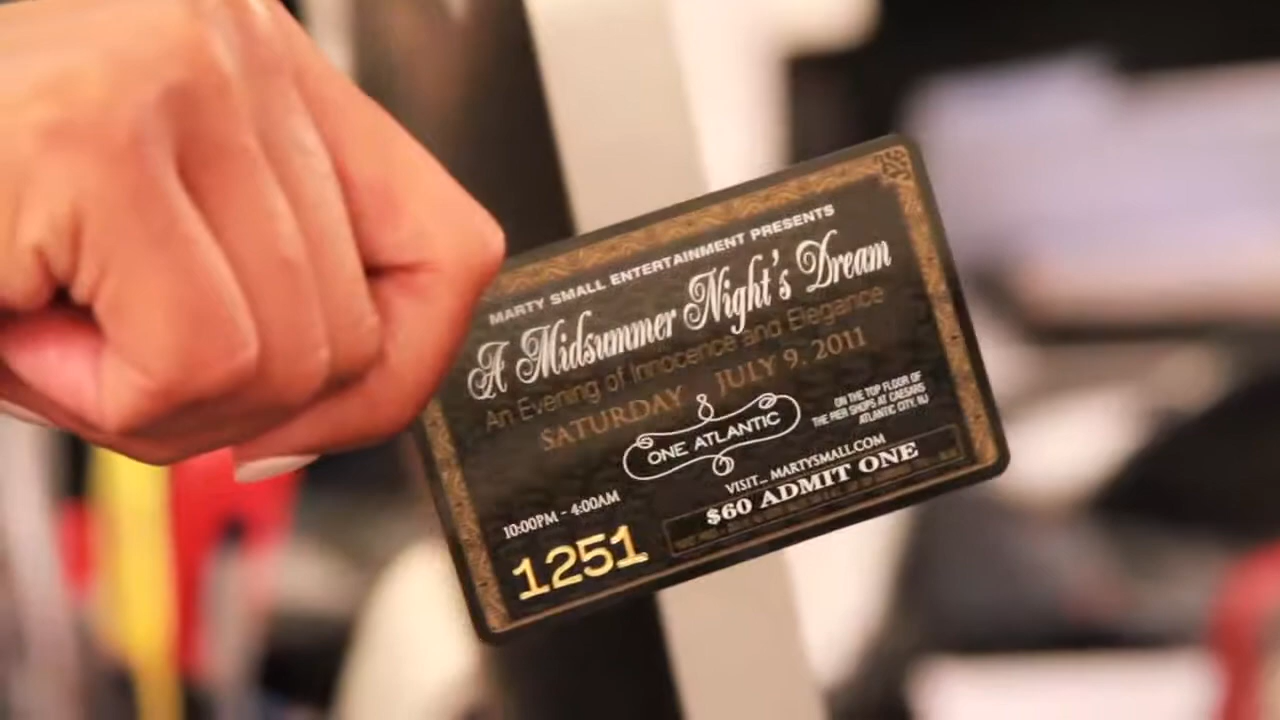 MARTY SMALL ENTERTAINMENT PRESENTS
A Midsummer Night's Dream
An Evening of Innocence and Elegance
SATURDAY JULY 9, 2011
ONE ATLANTIC
ON THE TOP FLOOR OF
THE PIER SHOPS AT CAESARS
ATLANTIC CITY, NJ
10:00PM - 4:00AM
VISIT... MARTYSMALL.COM
$60 ADMIT ONE
1251